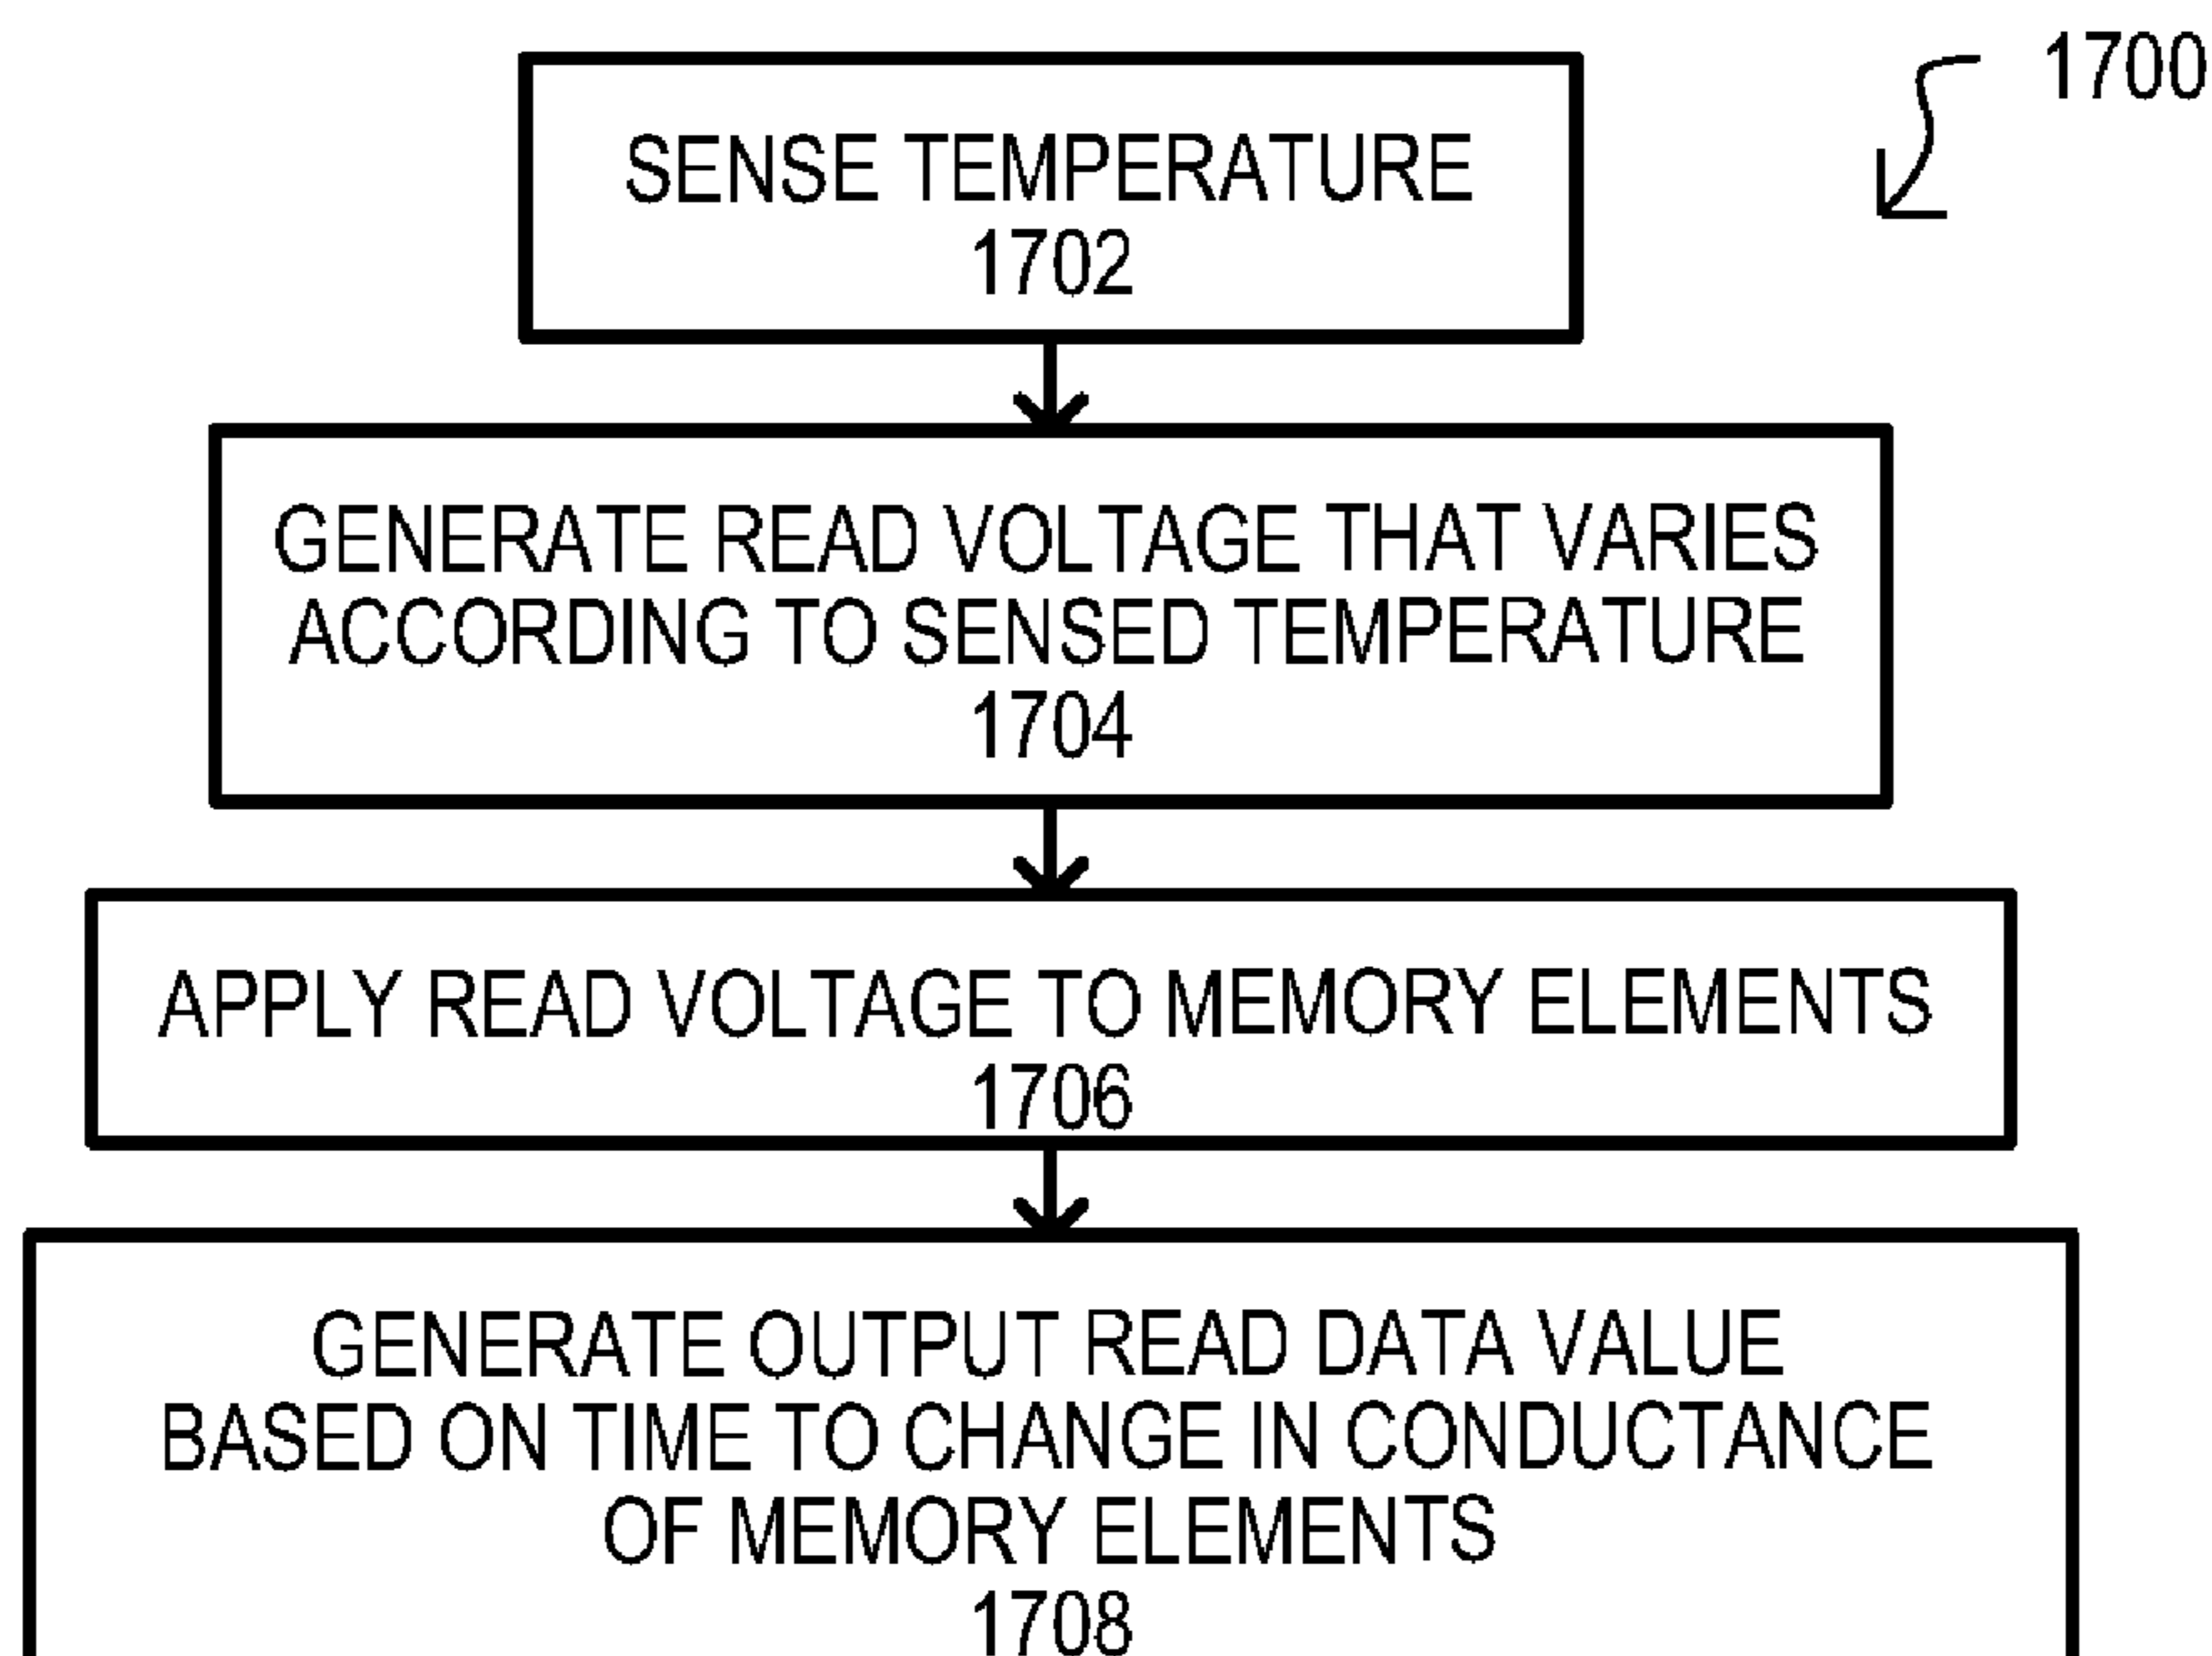 1700
SENSE TEMPERATURE
1702
GENERATE READ VOLTAGE THAT VARIES
ACCORDING TO SENSED TEMPERATURE
1704
APPLY READ VOLTAGE TO MEMORY ELEMENTS
1706
GENERATE OUTPUT READ DATA VALUE
BASED ON TIME TO CHANGE IN CONDUCTANCE
OF MEMORY ELEMENTS
1708